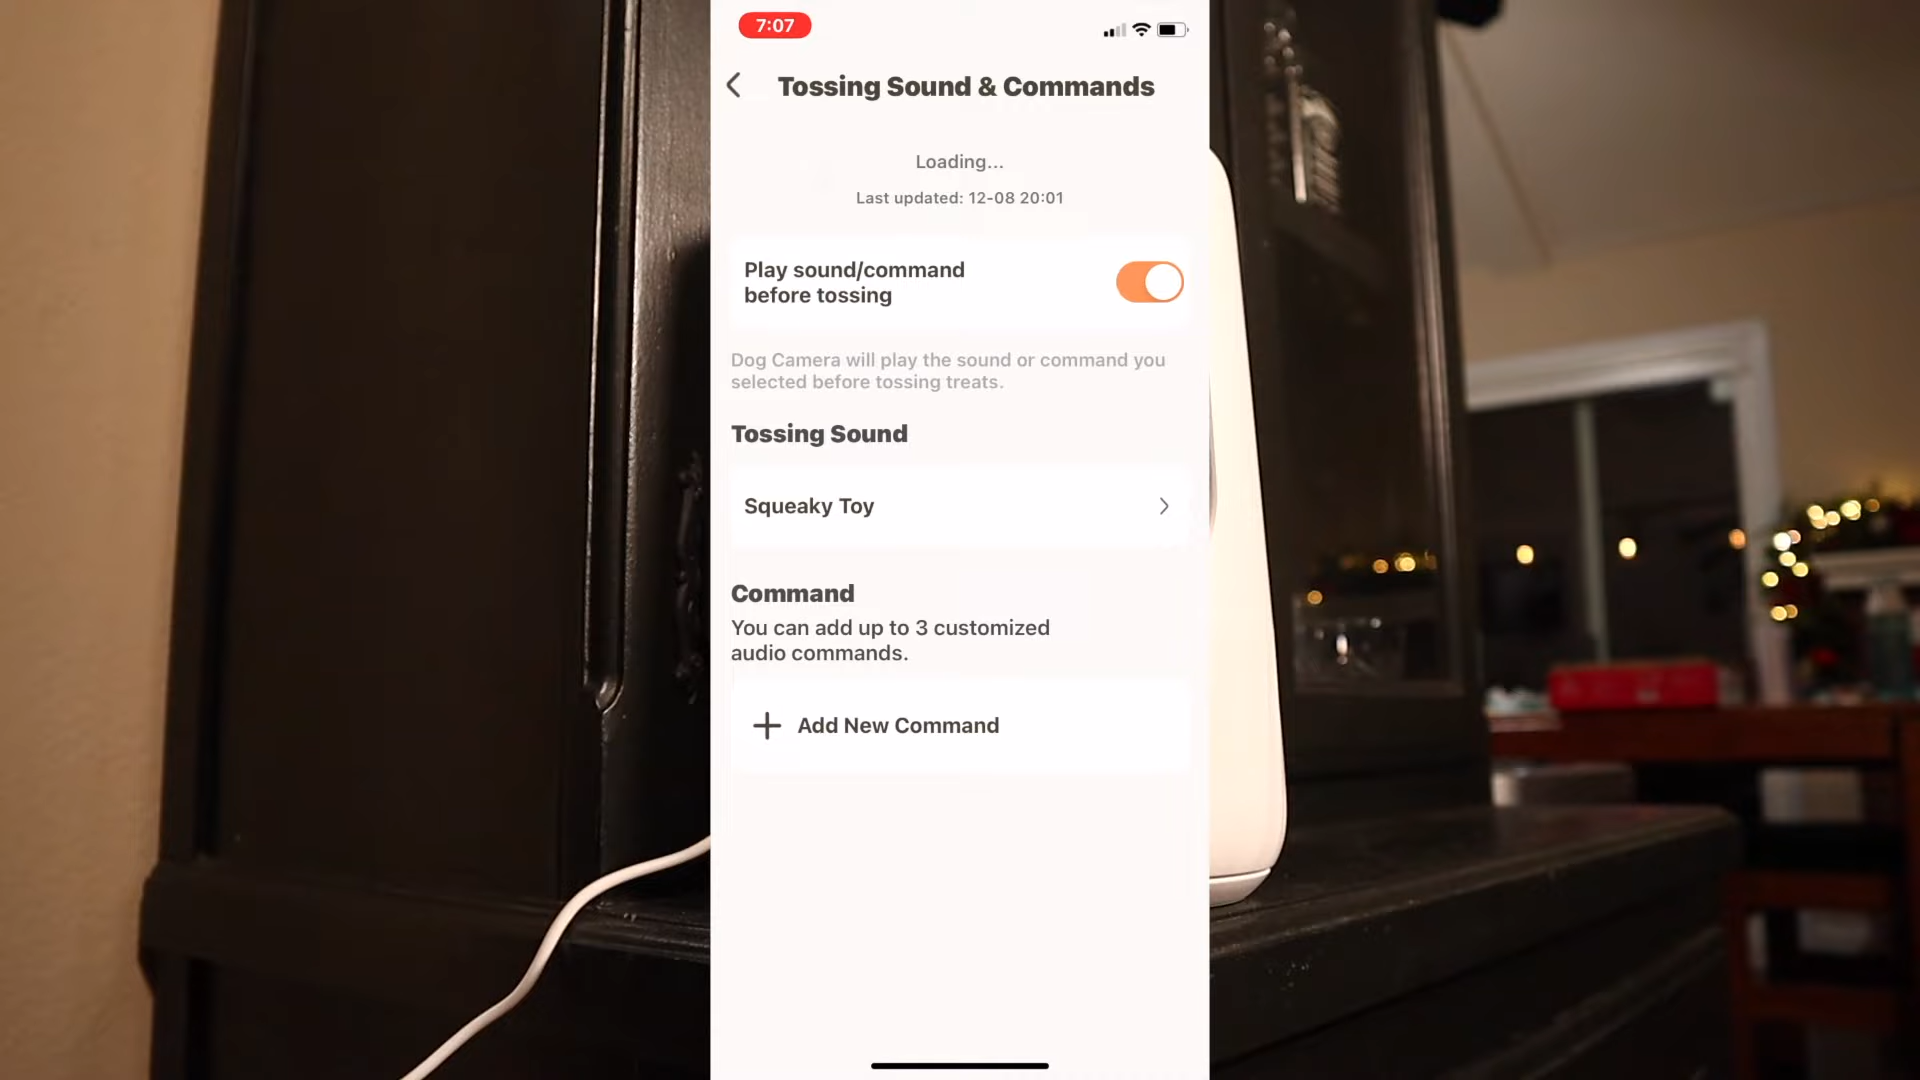 7:07
Tossing Sound & Commands
Loading...
Last updated: 12-08 20:01
Play sound/command
before tossing
Dog Camera will play the sound or command you
selected before tossing treats.
Tossing Sound
Squeaky Toy
Command
You can add up to 3 customized
audio commands.
Add New Command